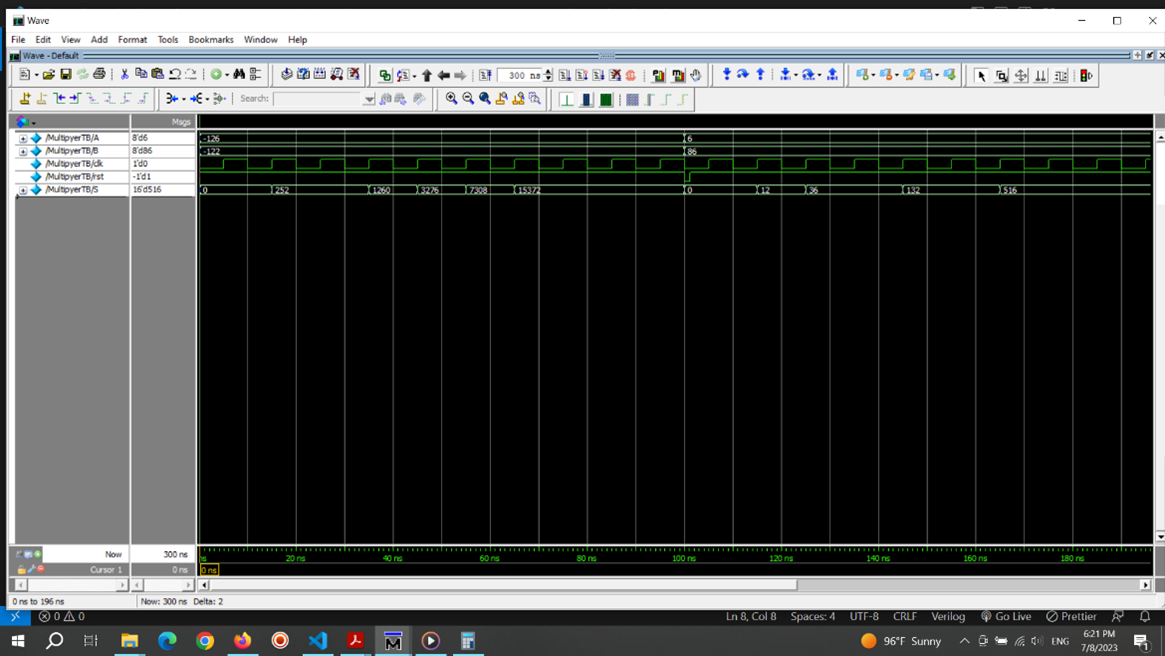 Wave
File Edit View Add Format Tools Bookmarks Window Help
Wave - Default
300 ns
Search:
Msgs
/MultipyerTB/A 8'd6 -126 6
/MultipyerTB/B 8'd86 -122 86
/MultipyerTB/clk 1'd0
/MultipyerTB/rst -1'd1
/MultipyerTB/S 16'd516 0 252 1260 3276 7308 15372 0 12 36 132 516
Now 300 ns ns 20 ns 40 ns 60 ns 80 ns 100 ns 120 ns 140 ns 160 ns 180 ns
Cursor 1 0 ns 0 ns
0 ns to 196 ns Now: 300 ns Delta: 2
0 0 Ln 8, Col 8 Spaces: 4 UTF-8 CRLF Verilog Go Live Prettier
96°F Sunny ENG 6:21 PM
7/8/2023 1